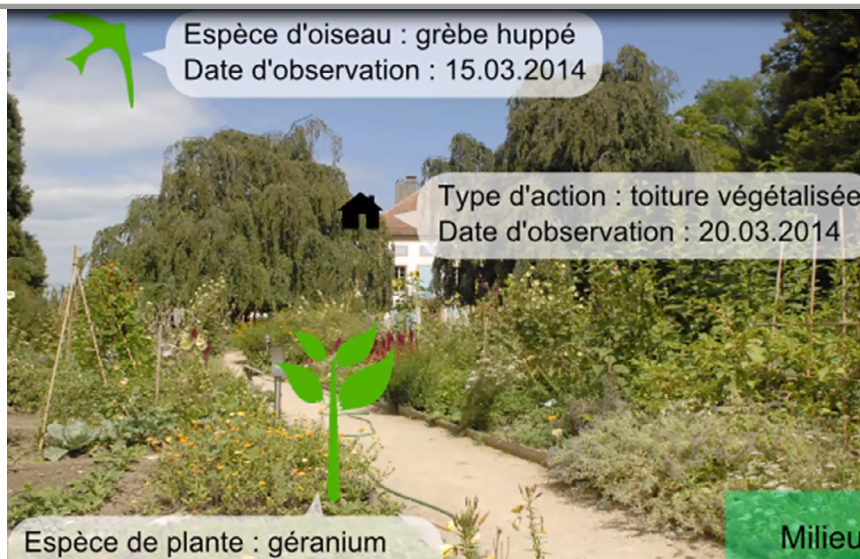 Espèce d'oiseau : grèbe huppé
Date d'observation : 15.03.2014
Type d'action : toiture végétalisée
Date d'observation : 20.03.2014
Espèce de plante : géranium
Milieu